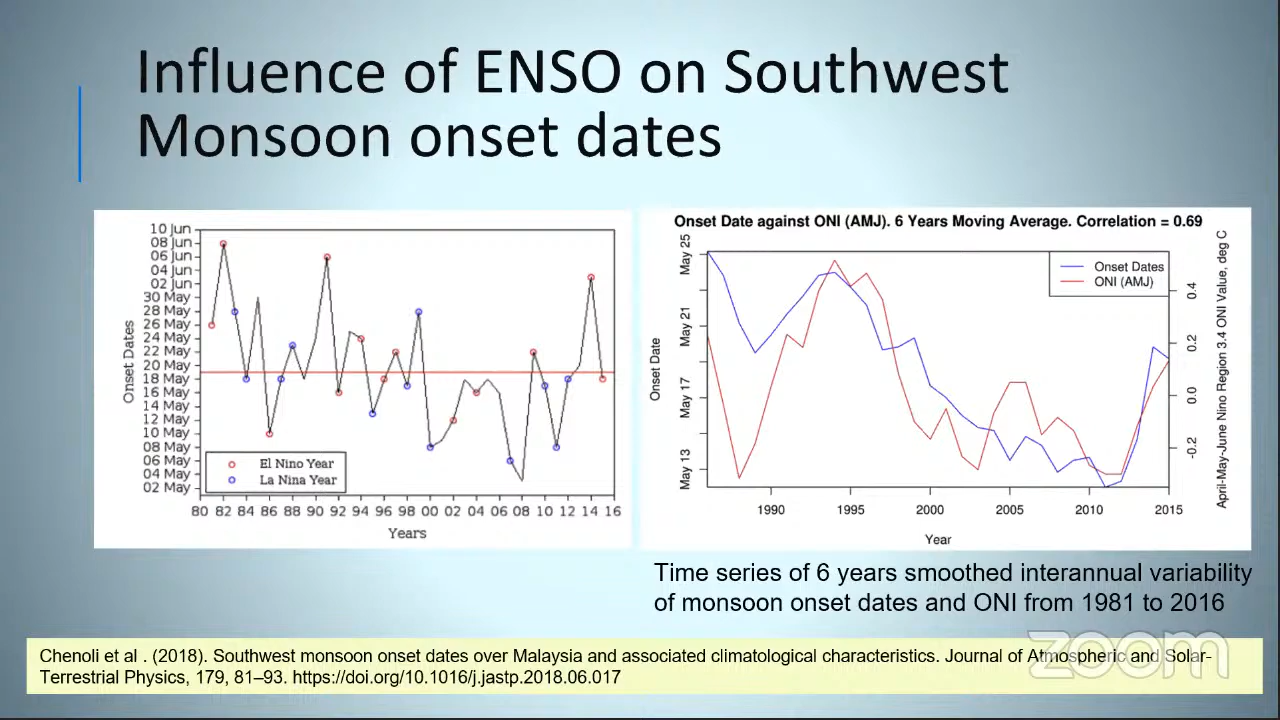 Influence of ENSO on Southwest
Monsoon onset dates
10 Jun
08 Jun
06 Jun
04 Jun
02 Jun
30 May
28 May
26 May
24 May
22 May
20 May
18 May
16 May
14 May
12 May
10 May
08 May
06 May
04 May
02 May
Onset Dates
El Nino Year
La Nina Year
80 82 84 86 88 90 92 94 96 98 00 02 04 06 08 10 12 14 16
Years
Onset Date against ONI (AMJ). 6 Years Moving Average. Correlation = 0.69
May 25
May 21
May 17
May 13
Onset Date
Onset Dates
ONI (AMJ)
0.4
0.2
0.0
-0.2
April-May-June Nino Region 3.4 ONI Value, deg C
1990 1995 2000 2005 2010 2015
Year
Time series of 6 years smoothed interannual variability
of monsoon onset dates and ONI from 1981 to 2016
zoom
Chenoli et al . (2018). Southwest monsoon onset dates over Malaysia and associated climatological characteristics. Journal of Atmospheric and Solar-
Terrestrial Physics, 179, 81–93. https://doi.org/10.1016/j.jastp.2018.06.017